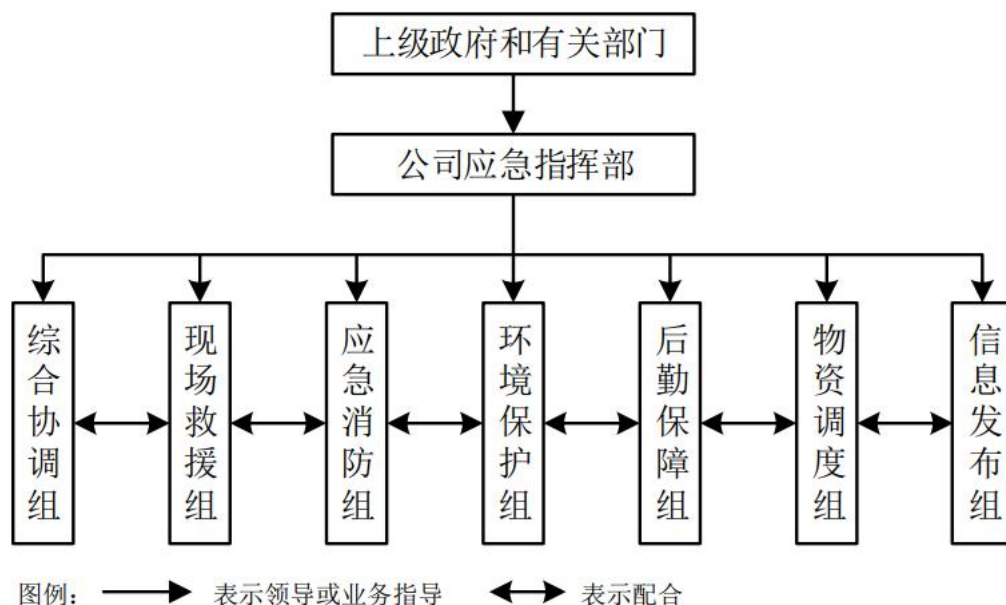 上级政府和有关部门
公司应急指挥部
综合协调组
现场救援组
应急消防组
环境保护组
后勤保障组
物资调度组
信息发布组
图例： 表示领导或业务指导 表示配合